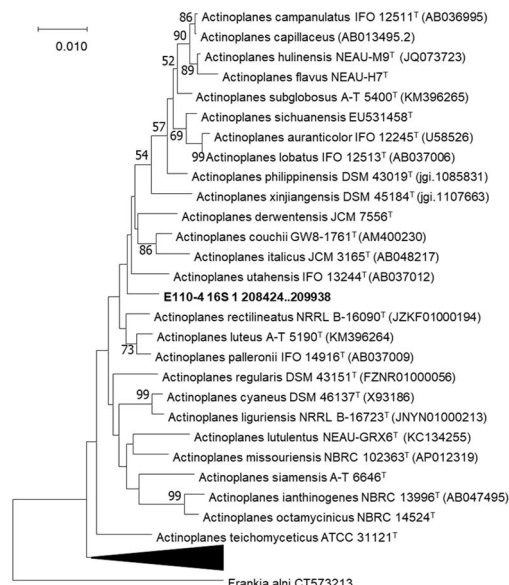 86 Actinoplanes campanulatus IFO 12511ᵀ (AB036995)
90 Actinoplanes capillaceus (AB013495.2)
Actinoplanes hulinensis NEAU-M9ᵀ (JQ073723)
0.010
52 89 Actinoplanes flavus NEAU-H7ᵀ
Actinoplanes subglobosus A-T 5400ᵀ (KM396265)
Actinoplanes sichuanensis EU531458ᵀ
57 69 Actinoplanes auranticolor IFO 12245ᵀ (U58526)
54 99 Actinoplanes lobatus IFO 12513ᵀ (AB037006)
Actinoplanes philippinensis DSM 43019ᵀ (jgi.1085831)
Actinoplanes xinjiangensis DSM 45184ᵀ (jgi.1107663)
Actinoplanes derwentensis JCM 7556ᵀ
Actinoplanes couchii GW8-1761ᵀ (AM400230)
86 Actinoplanes italicus JCM 3165ᵀ (AB048217)
Actinoplanes utahensis IFO 13244ᵀ (AB037012)
E110-4 16S 1 208424..209938
Actinoplanes rectilineatus NRRL B-16090ᵀ (JZKF01000194)
Actinoplanes luteus A-T 5190ᵀ (KM396264)
73 Actinoplanes palleronii IFO 14916ᵀ (AB037009)
Actinoplanes regularis DSM 43151ᵀ (FZNR01000056)
99 Actinoplanes cyaneus DSM 46137ᵀ (X93186)
Actinoplanes liguriensis NRRL B-16723ᵀ (JNYN01000213)
Actinoplanes lutulentus NEAU-GRX6ᵀ (KC134255)
Actinoplanes missouriensis NBRC 102363ᵀ (AP012319)
Actinoplanes siamensis A-T 6646ᵀ
99 Actinoplanes ianthinogenes NBRC 13996ᵀ (AB047495)
Actinoplanes octamycinicus NBRC 14524ᵀ
Actinoplanes teichomyceticus ATCC 31121ᵀ
Frankia alni CT573213